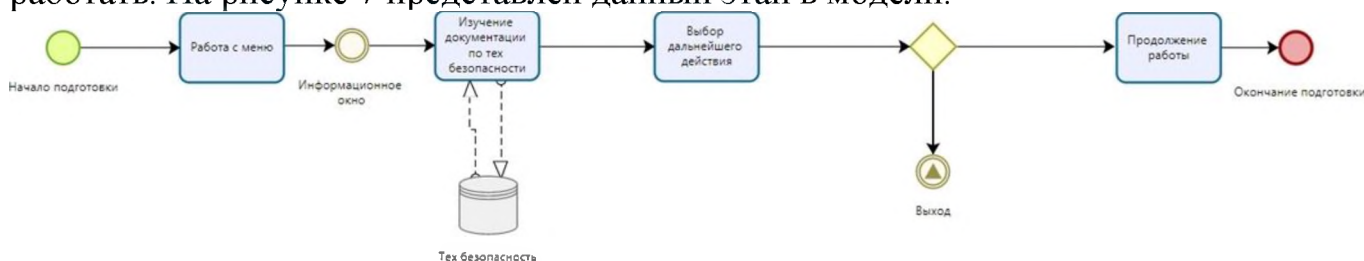 работать. На рисунке 7 представлен данный этап в модели.
Начало подготовки
Работа с меню
Информационное
окно
Изучение
документации
по тех
безопасности
Тех безопасность
Выбор
дальнейшего
действия
Выход
Продолжение
работы
Окончание подготовки